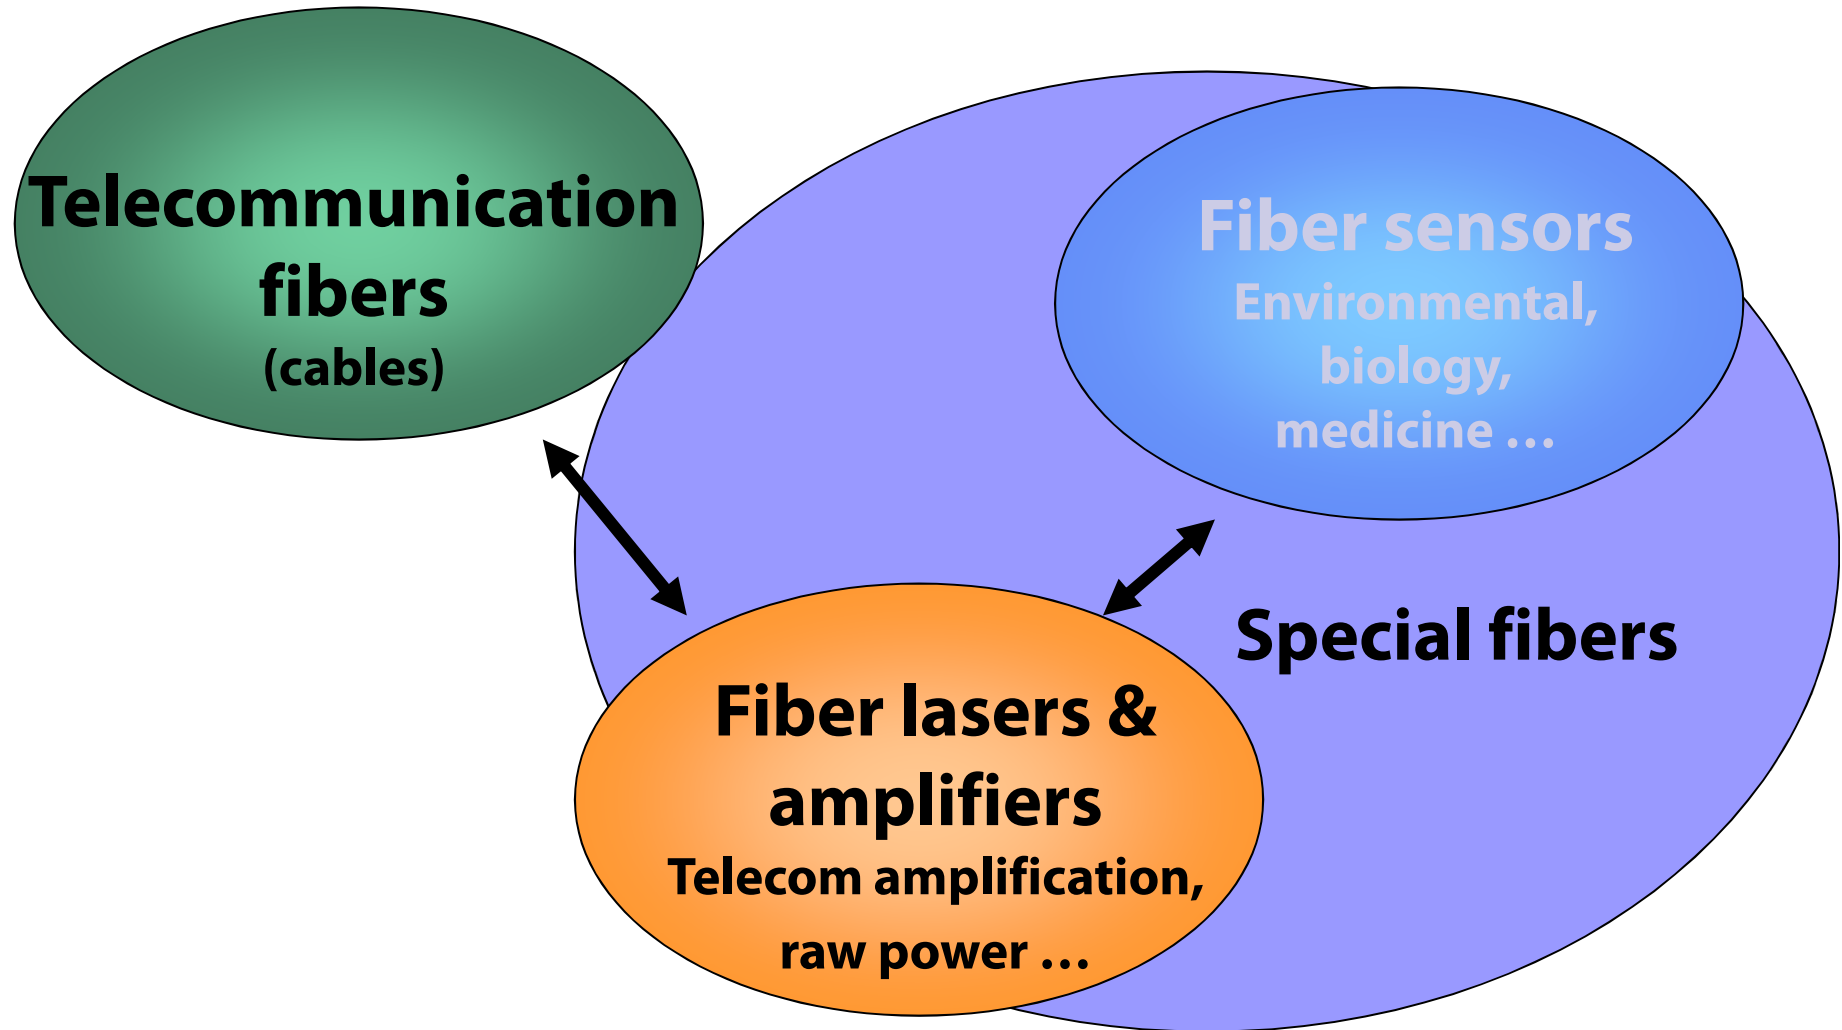 Telecommunication
fibers
(cables)
Fiber sensors
Environmental,
biology,
medicine …
Special fibers
Fiber lasers &
amplifiers
Telecom amplification,
raw power …